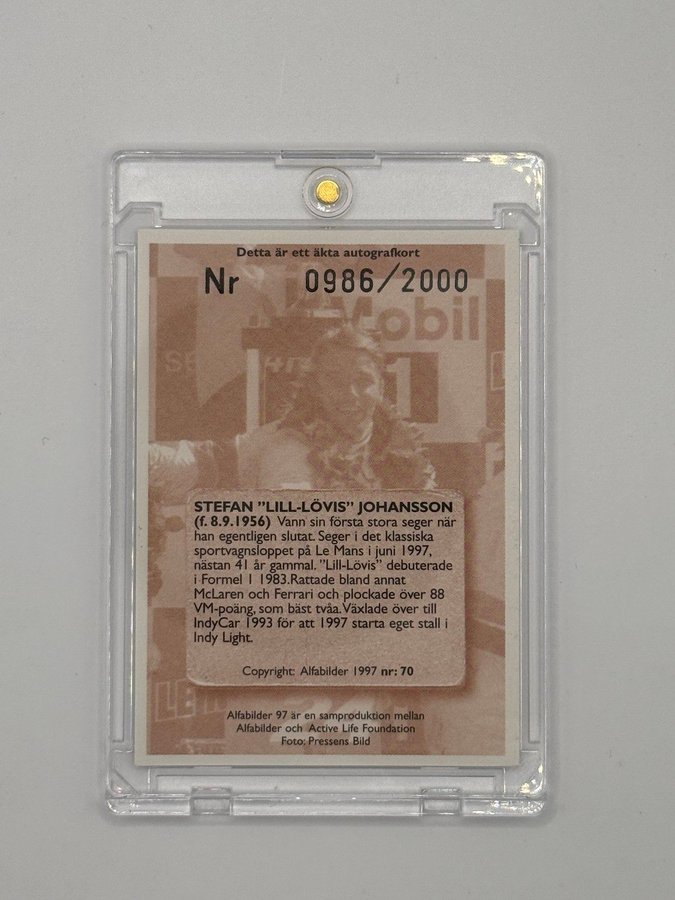 Detta är ett äkta autografkort
Nr 0986/2000
Mobil
1
STEFAN ”LILL-LÖVIS” JOHANSSON
(f. 8.9.1956) Vann sin första stora seger när
han egentligen slutat. Seger i det klassiska
sportvagnsloppet på Le Mans i juni 1997,
nästan 41 år gammal. ”Lill-Lövis” debuterade
i Formel 1 1983.Rattade bland annat
McLaren och Ferrari och plockade över 88
VM-poäng, som bäst tvåa. Växlade över till
IndyCar 1993 för att 1997 starta eget stall i
Indy Light.
Copyright: Alfabilder 1997 nr: 70
LE M
Alfabilder 97 är en samproduktion mellan
Alfabilder och Active Life Foundation
Foto: Pressens Bild